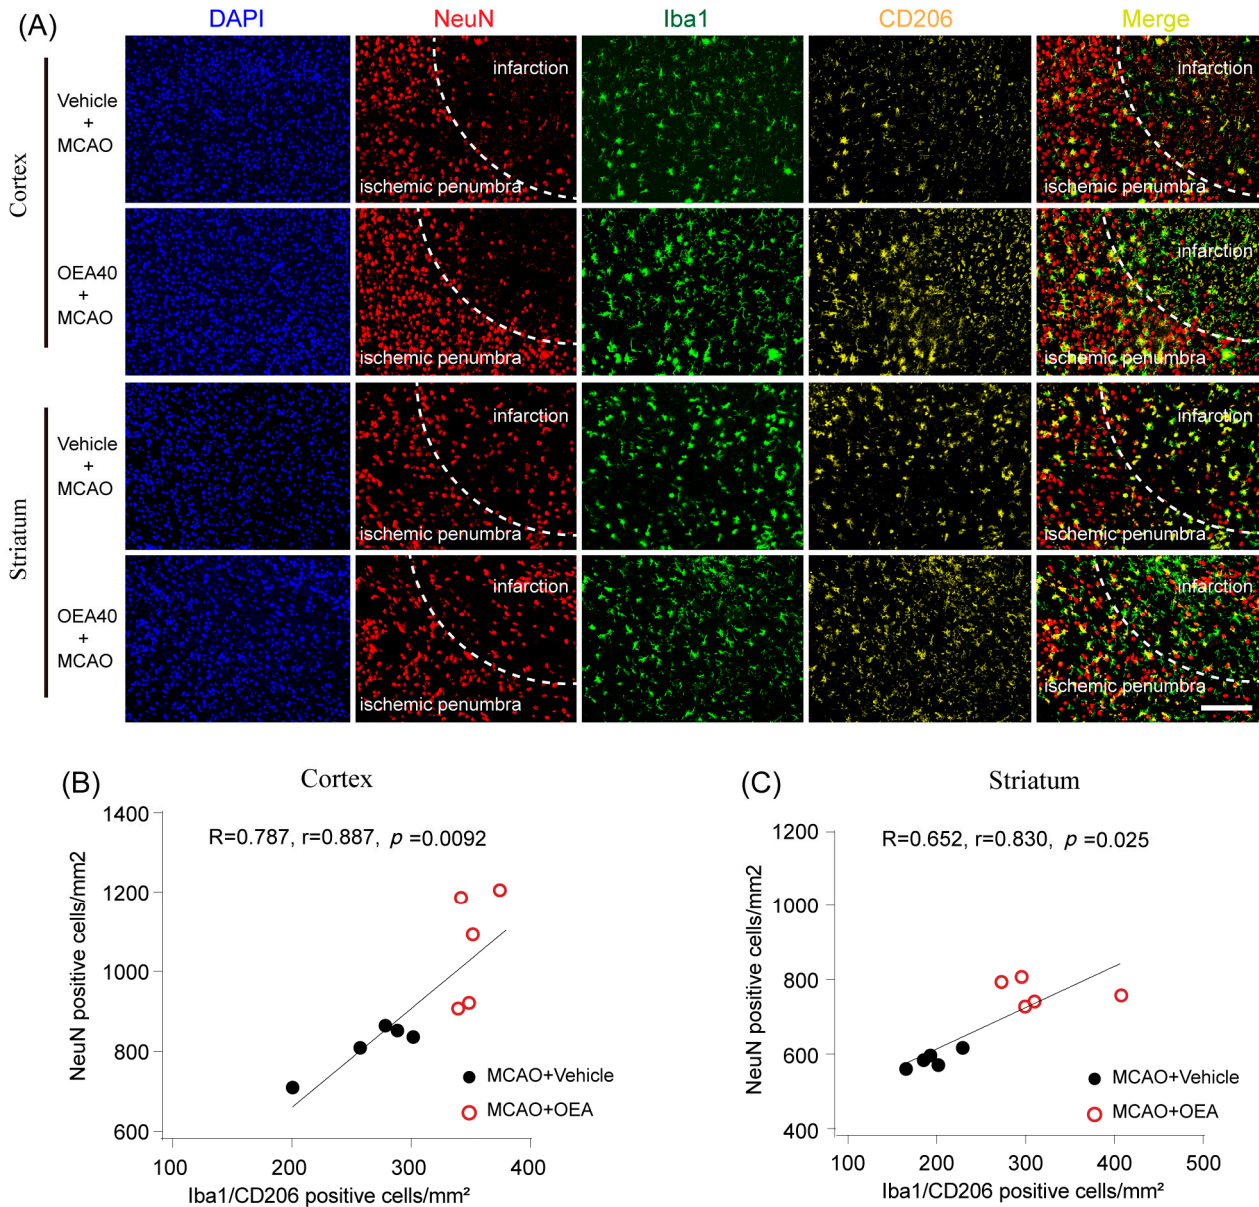 (A)
DAPI
NeuN
Iba1
CD206
Merge
Cortex
Vehicle
+
MCAO
infarction
ischemic penumbra
infarction
ischemic penumbra
OEA40
+
MCAO
infarction
ischemic penumbra
infarction
ischemic penumbra
Striatum
Vehicle
+
MCAO
infarction
ischemic penumbra
infarction
ischemic penumbra
OEA40
+
MCAO
infarction
ischemic penumbra
infarction
ischemic penumbra
(B)
Cortex
R=0.787, r=0.887, p =0.0092
NeuN positive cells/mm2
1400
1200
1000
800
600
100
200
300
400
MCAO+Vehicle
MCAO+OEA
Iba1/CD206 positive cells/mm²
(C)
Striatum
R=0.652, r=0.830, p =0.025
NeuN positive cells/mm2
1200
1000
800
600
400
100
200
300
400
500
MCAO+Vehicle
MCAO+OEA
Iba1/CD206 positive cells/mm²